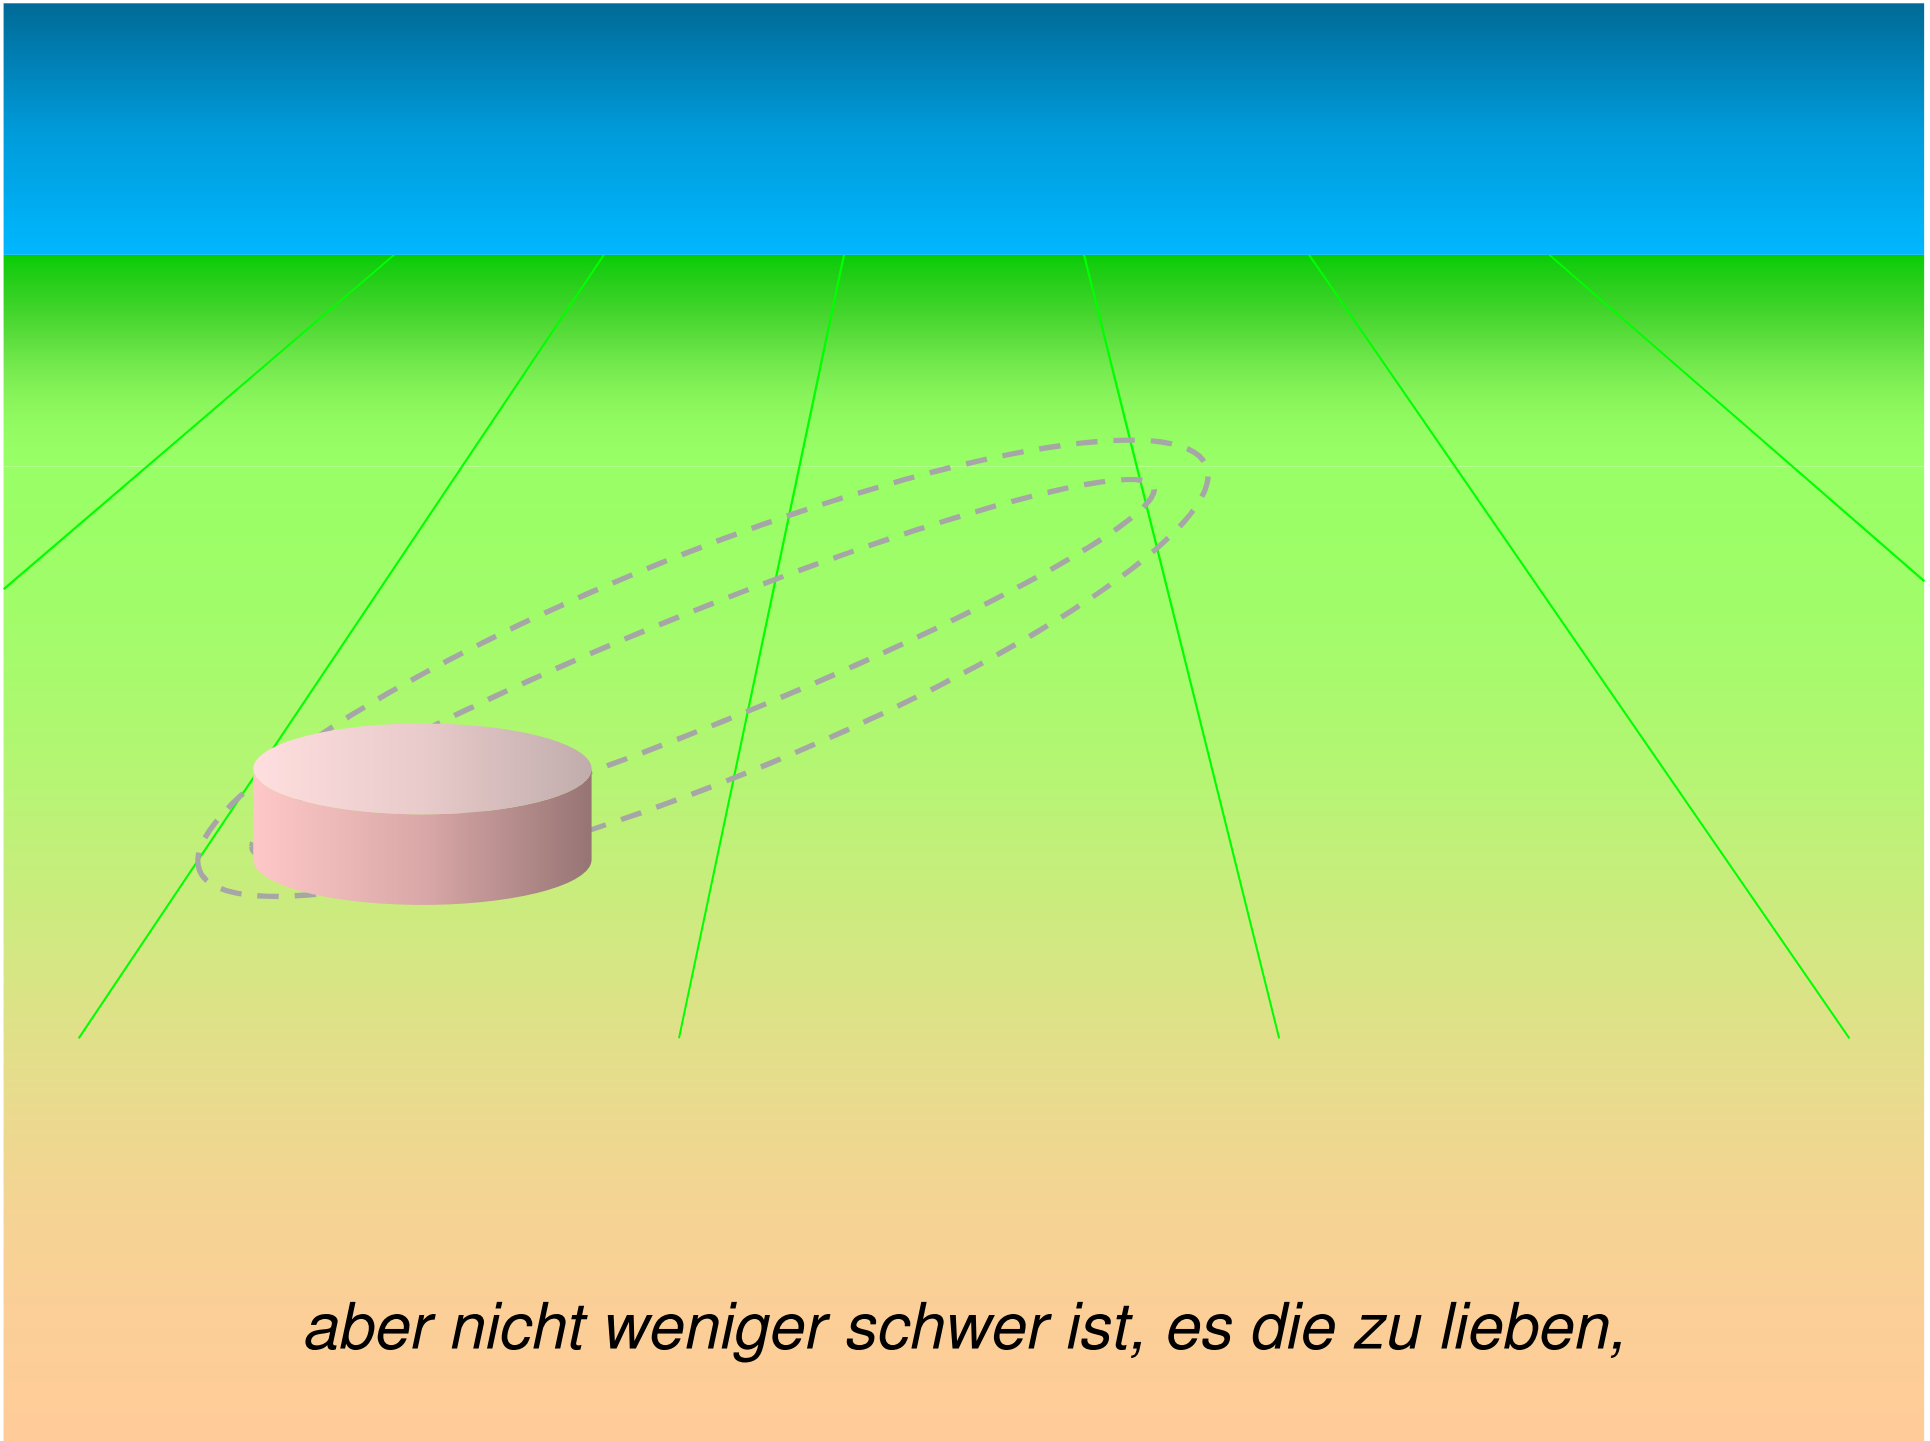 aber nicht weniger schwer ist, es die zu lieben,